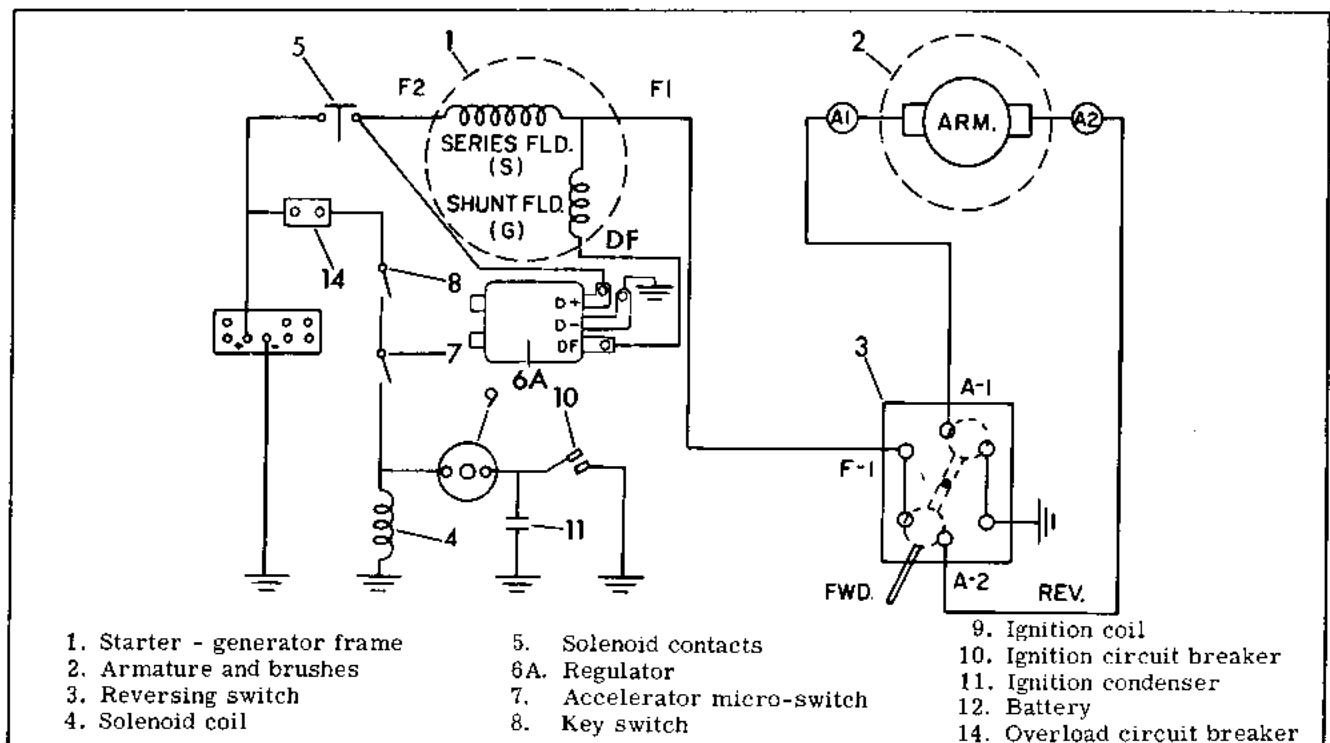 5
1
2
F2
F1
SERIES FLD.
(S)
SHUNT FLD.
(G)
DF
A1
ARM.
A2
14
8
D+
D-
DF
+ -
7
6A
9
10
3
A-1
F-1
4
11
FWD.
A-2
REV.
1. Starter - generator frame
2. Armature and brushes
3. Reversing switch
4. Solenoid coil
5. Solenoid contacts
6A. Regulator
7. Accelerator micro-switch
8. Key switch
9. Ignition coil
10. Ignition circuit breaker
11. Ignition condenser
12. Battery
14. Overload circuit breaker